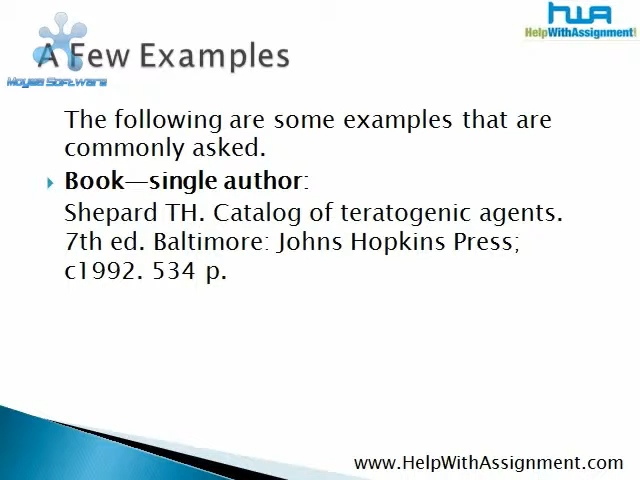 hwa
HelpWithAssignment!
A Few Examples
Moyea Software
The following are some examples that are
commonly asked.
Book—single author:
Shepard TH. Catalog of teratogenic agents.
7th ed. Baltimore: Johns Hopkins Press;
c1992. 534 p.
www.HelpWithAssignment.com